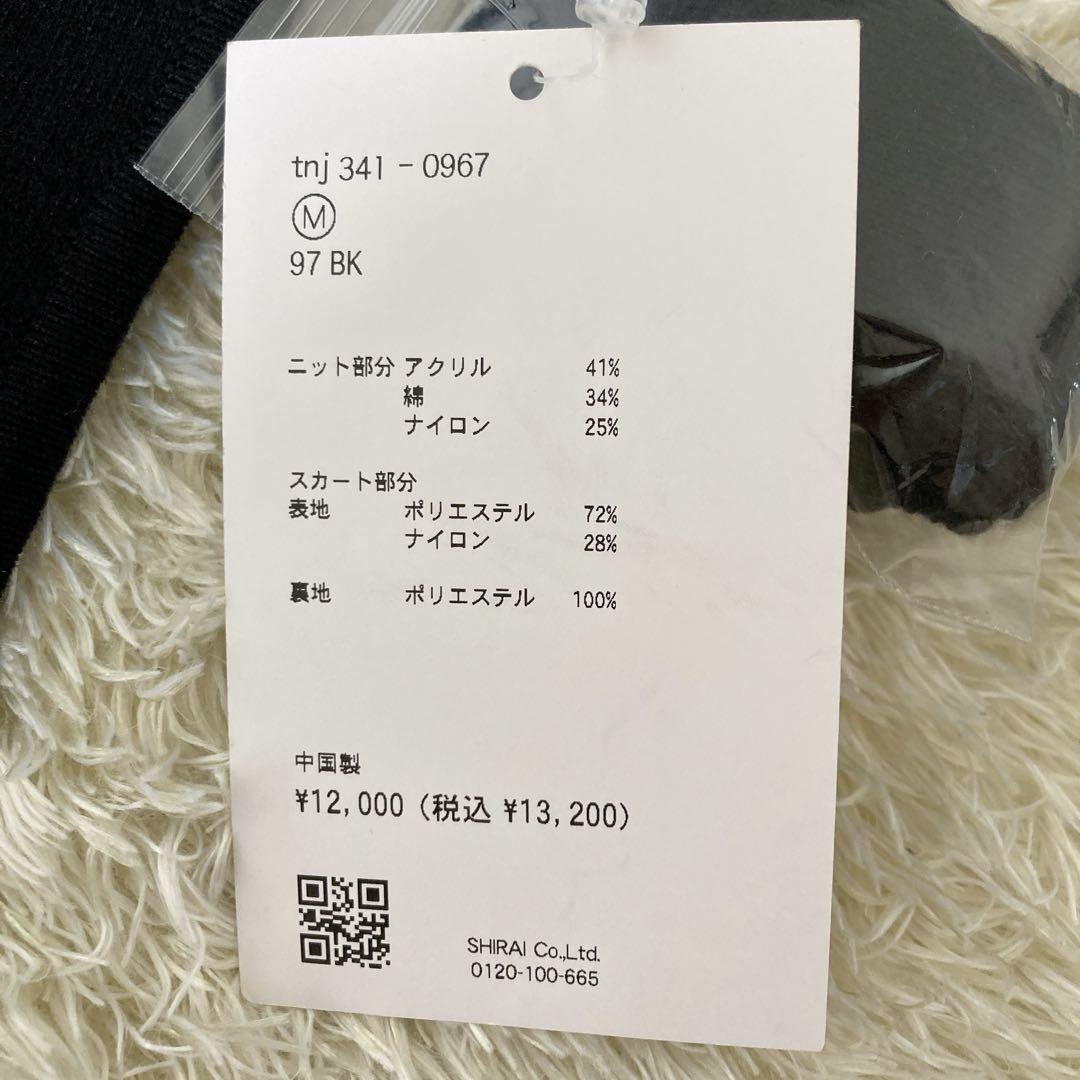 tnj 341 - 0967
M
97 BK
ニット部分 アクリル 41%
綿 34%
ナイロン 25%
スカート部分
表地 ポリエステル 72%
ナイロン 28%
裏地 ポリエステル 100%
中国製
¥12,000 (税込 ¥13,200)
SHIRAI Co.,Ltd.
0120-100-665